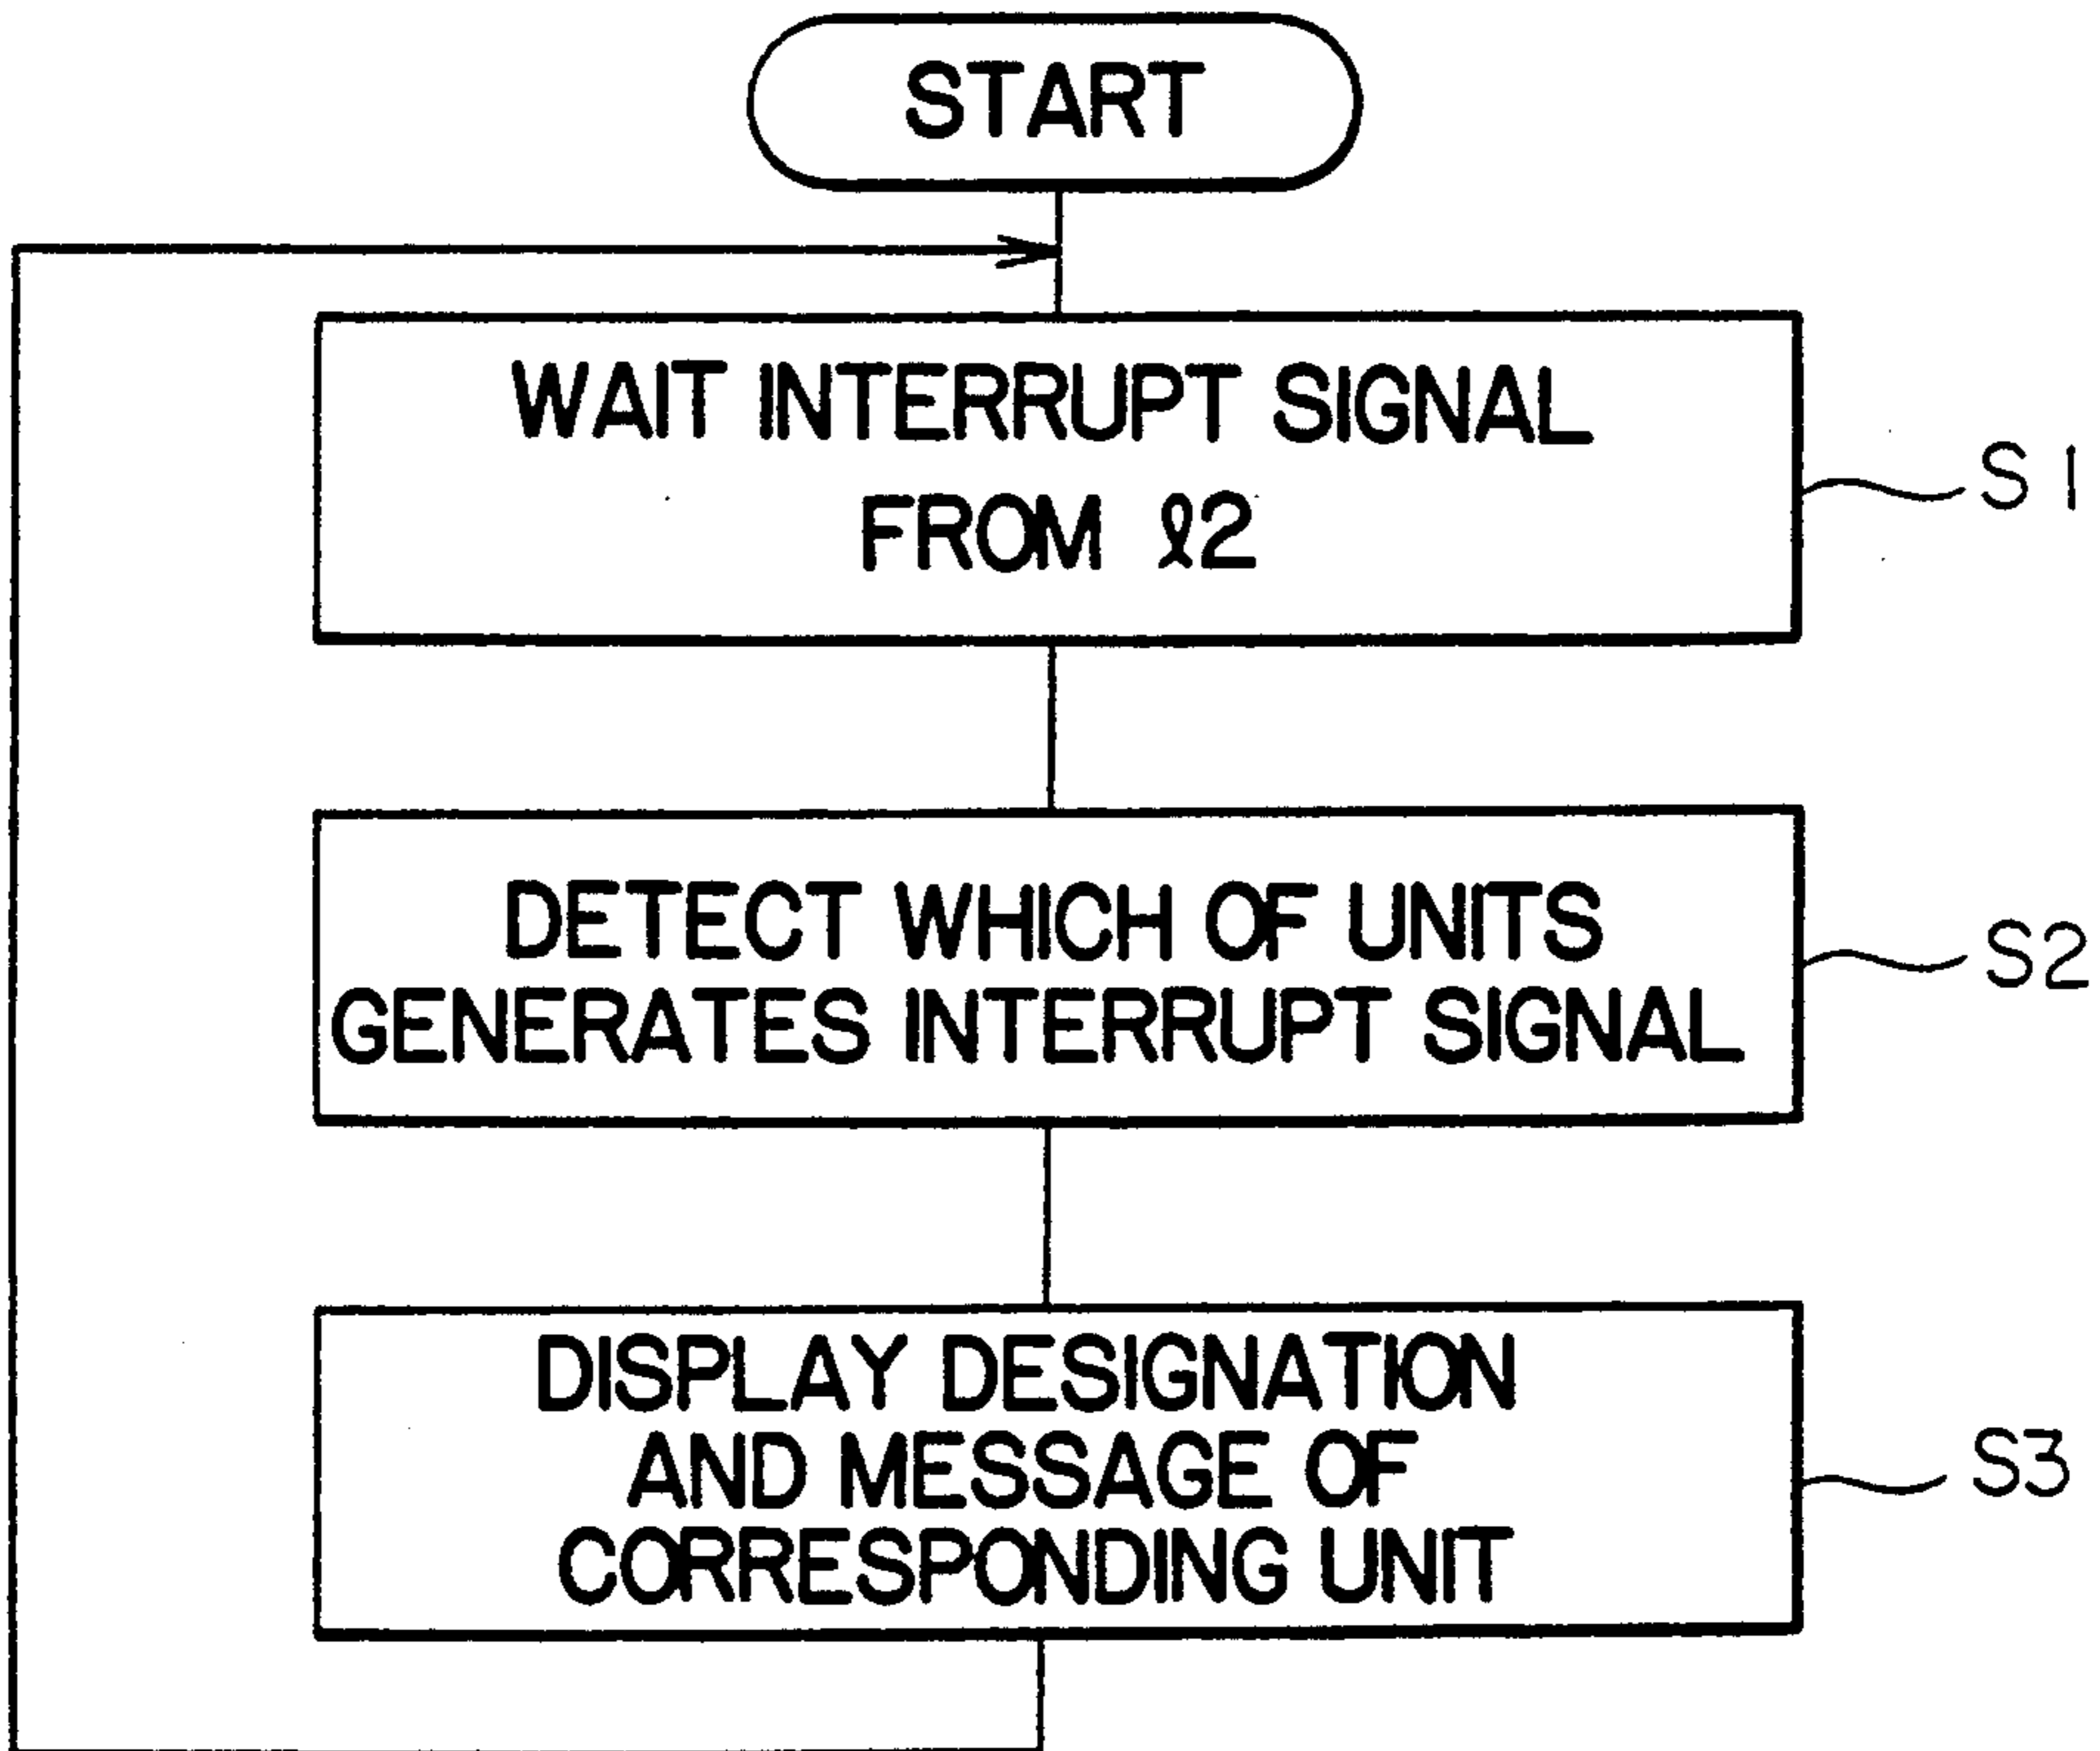 START
WAIT INTERRUPT SIGNAL
FROM ℓ2
S1
DETECT WHICH OF UNITS
GENERATES INTERRUPT SIGNAL
S2
DISPLAY DESIGNATION
AND MESSAGE OF
CORRESPONDING UNIT
S3